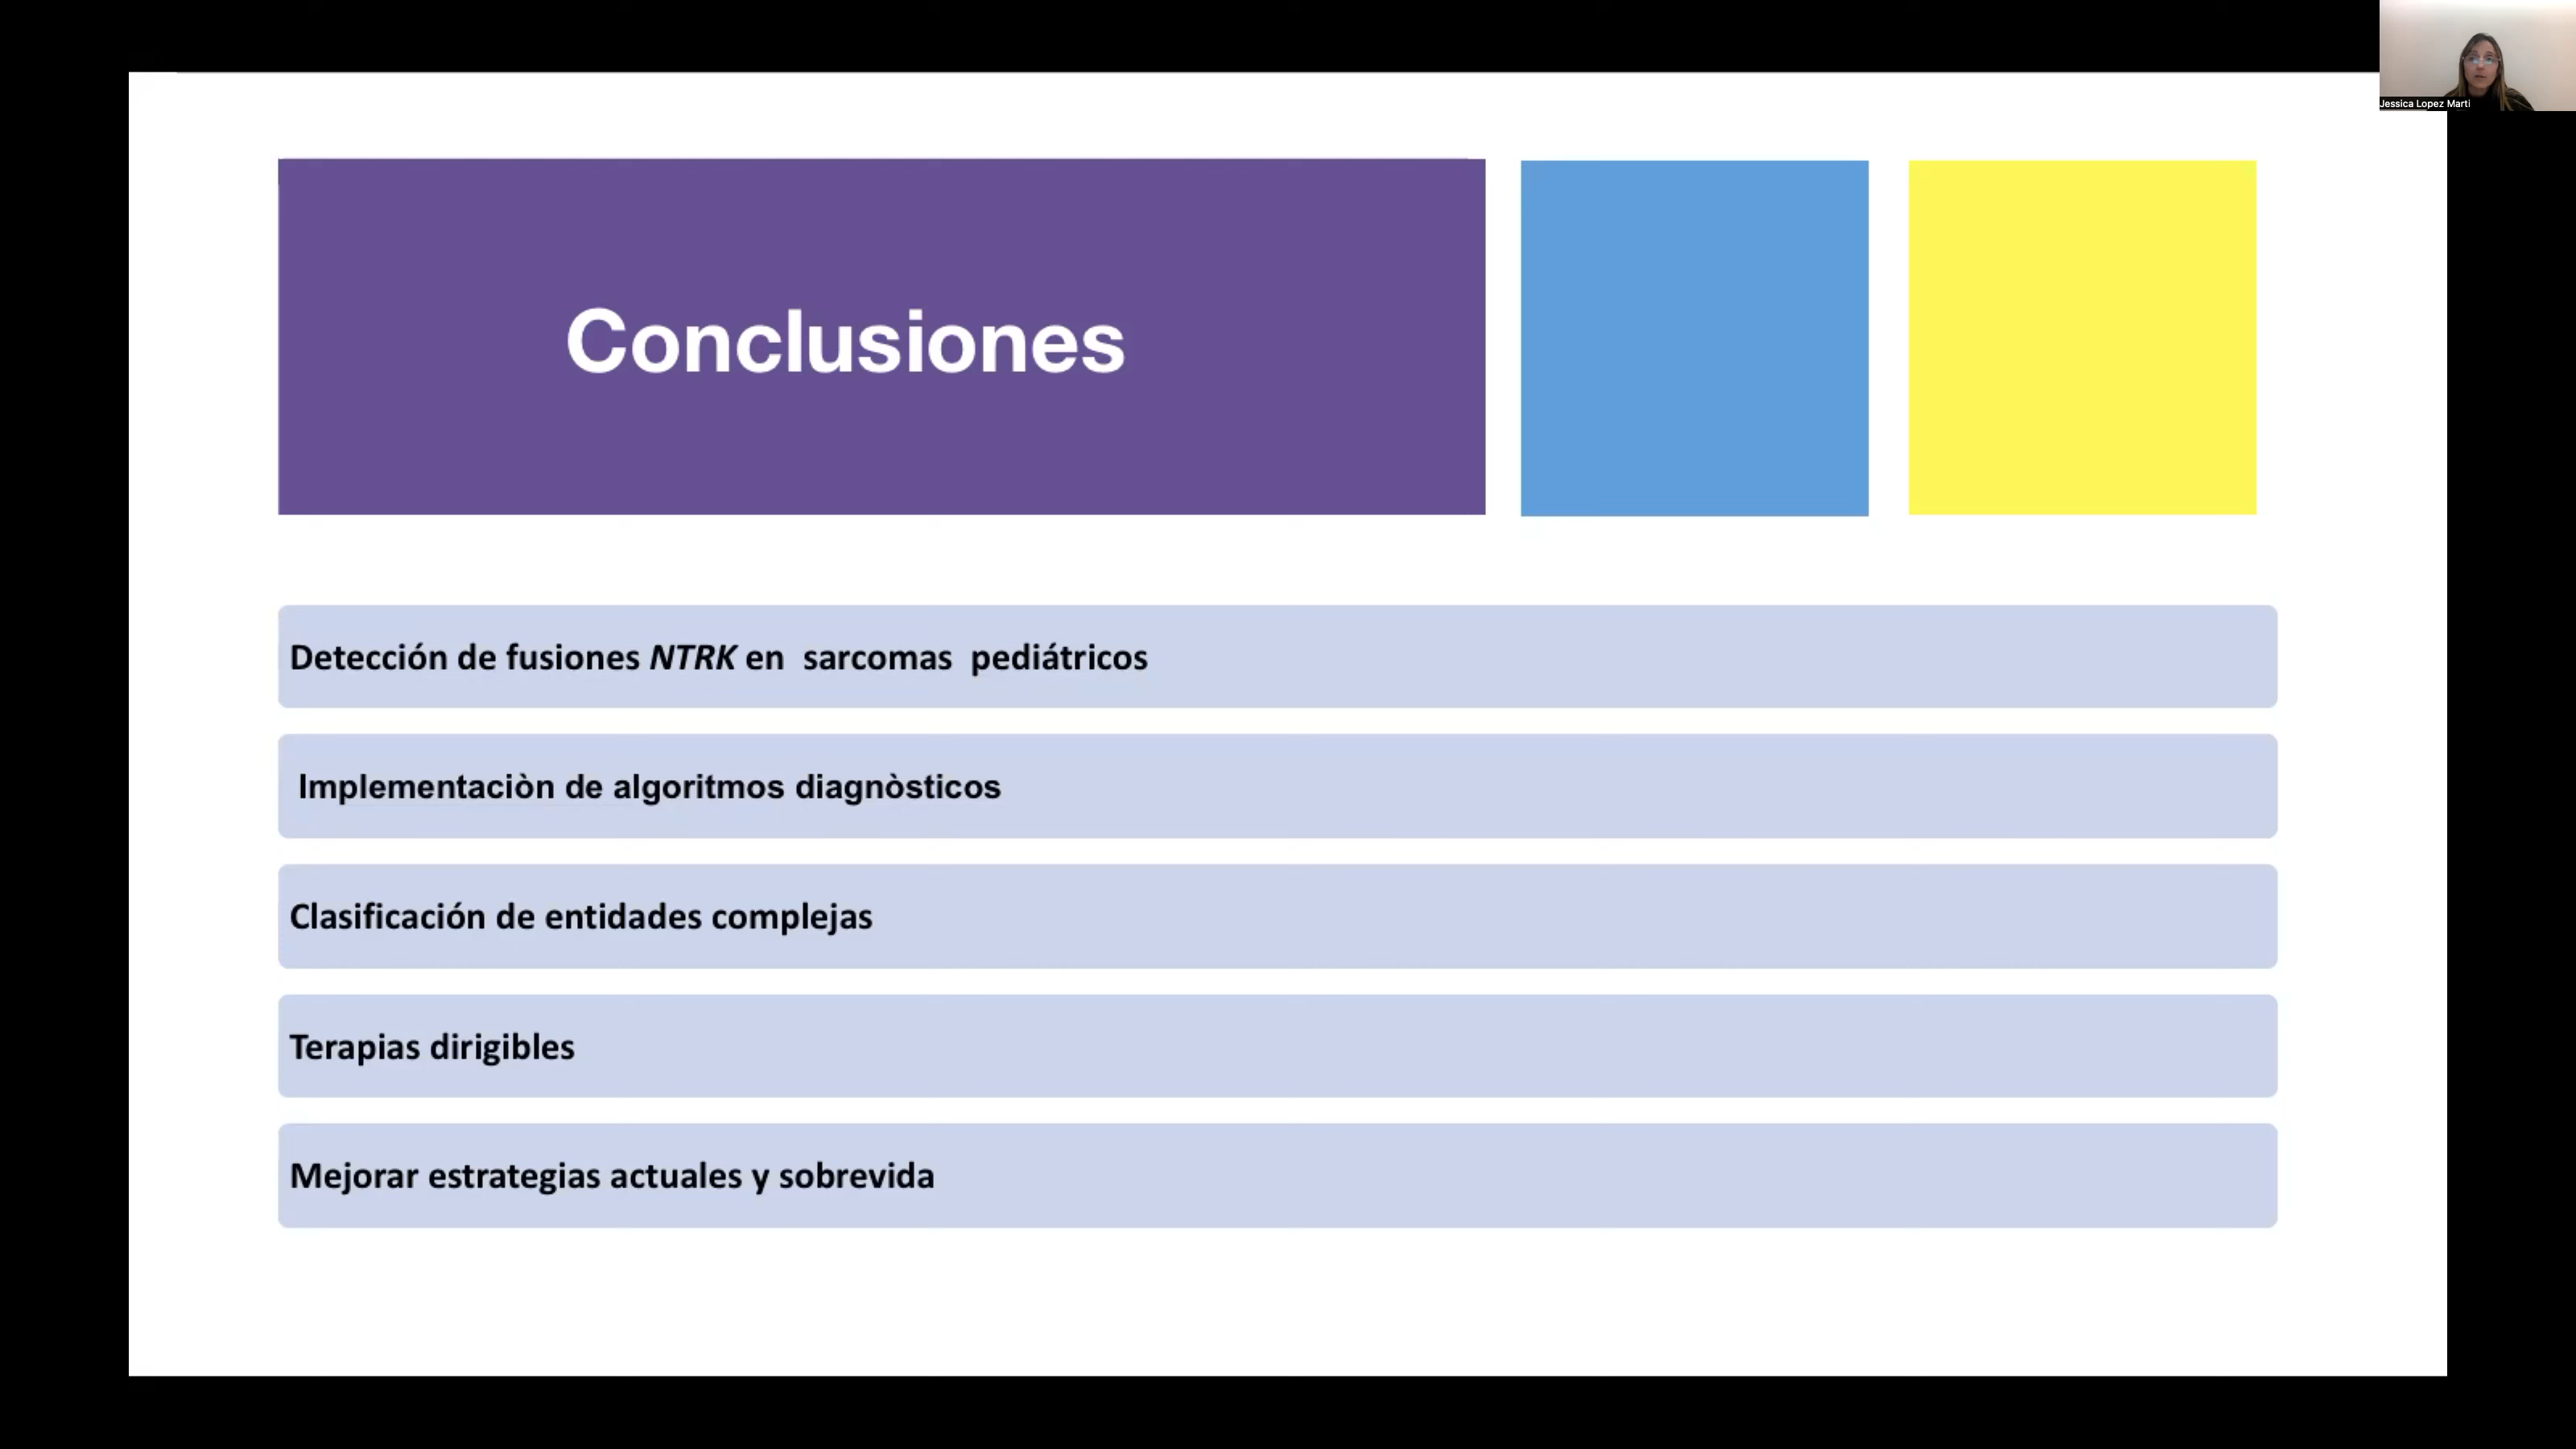 Jessica Lopez Marti
Conclusiones
Detección de fusiones NTRK en sarcomas pediátricos
Implementaciòn de algoritmos diagnòsticos
Clasificación de entidades complejas
Terapias dirigibles
Mejorar estrategias actuales y sobrevida